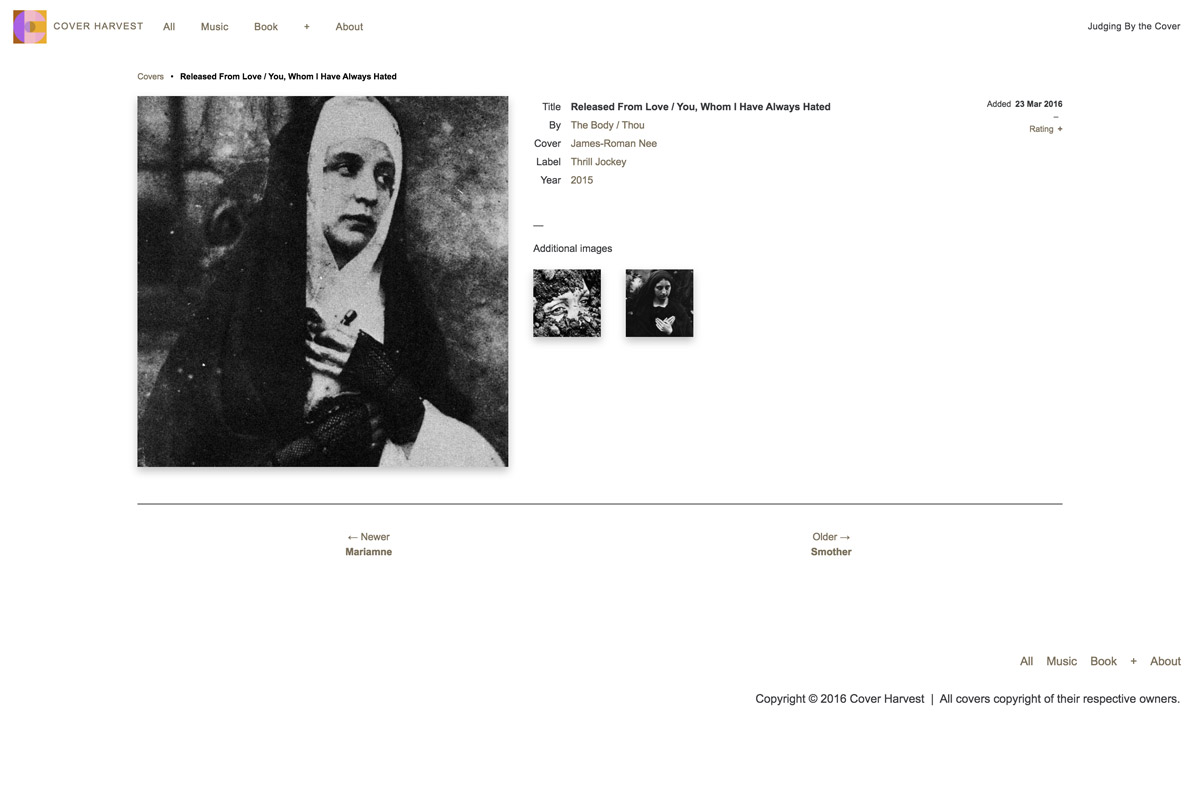 COVER HARVEST All Music Book + About Judging By the Cover
Covers • Released From Love / You, Whom I Have Always Hated
Title Released From Love / You, Whom I Have Always Hated
By The Body / Thou
Cover James-Roman Nee
Label Thrill Jockey
Year 2015
Added 23 Mar 2016
–
Rating +
—
Additional images
← Newer
Mariamne
Older →
Smother
All Music Book + About
Copyright © 2016 Cover Harvest | All covers copyright of their respective owners.